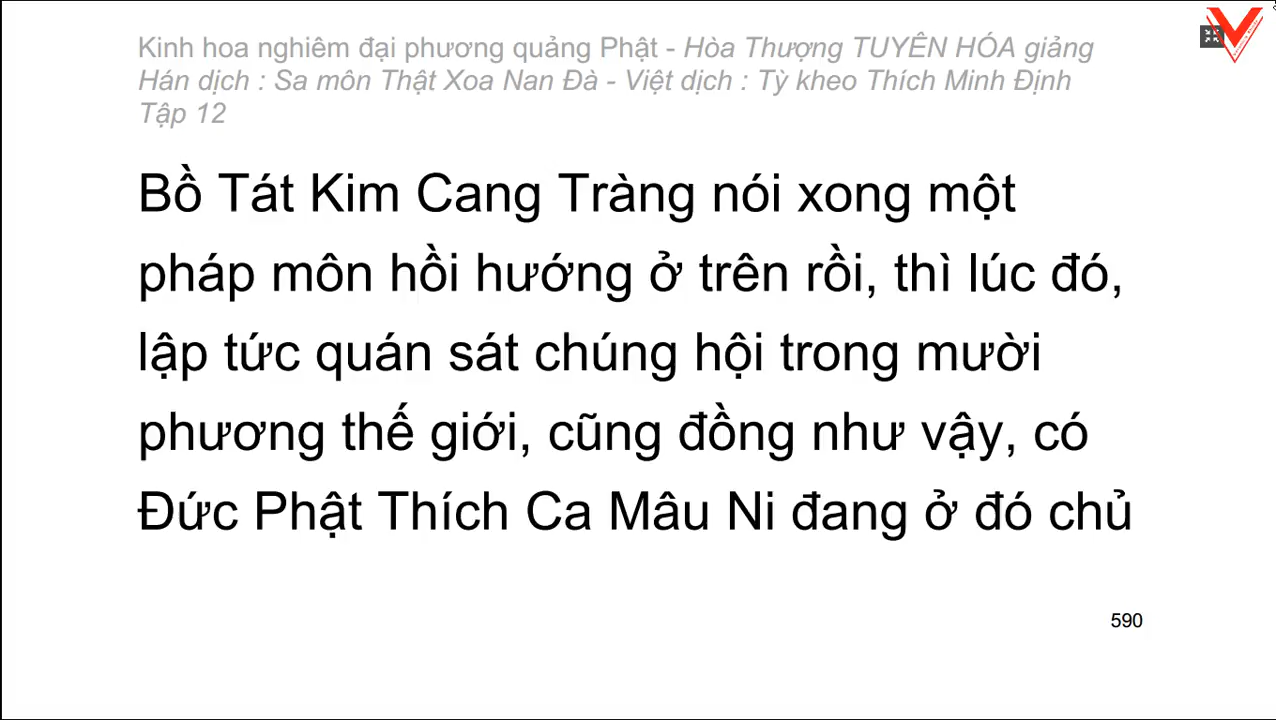 Kinh hoa nghiêm đại phương quảng Phật - Hòa Thượng TUYÊN HÓA giảng
Hán dịch : Sa môn Thật Xoa Nan Đà - Việt dịch : Tỳ kheo Thích Minh Định
Tập 12
Bồ Tát Kim Cang Tràng nói xong một
pháp môn hồi hướng ở trên rồi, thì lúc đó,
lập tức quán sát chúng hội trong mười
phương thế giới, cũng đồng như vậy, có
Đức Phật Thích Ca Mâu Ni đang ở đó chủ
590